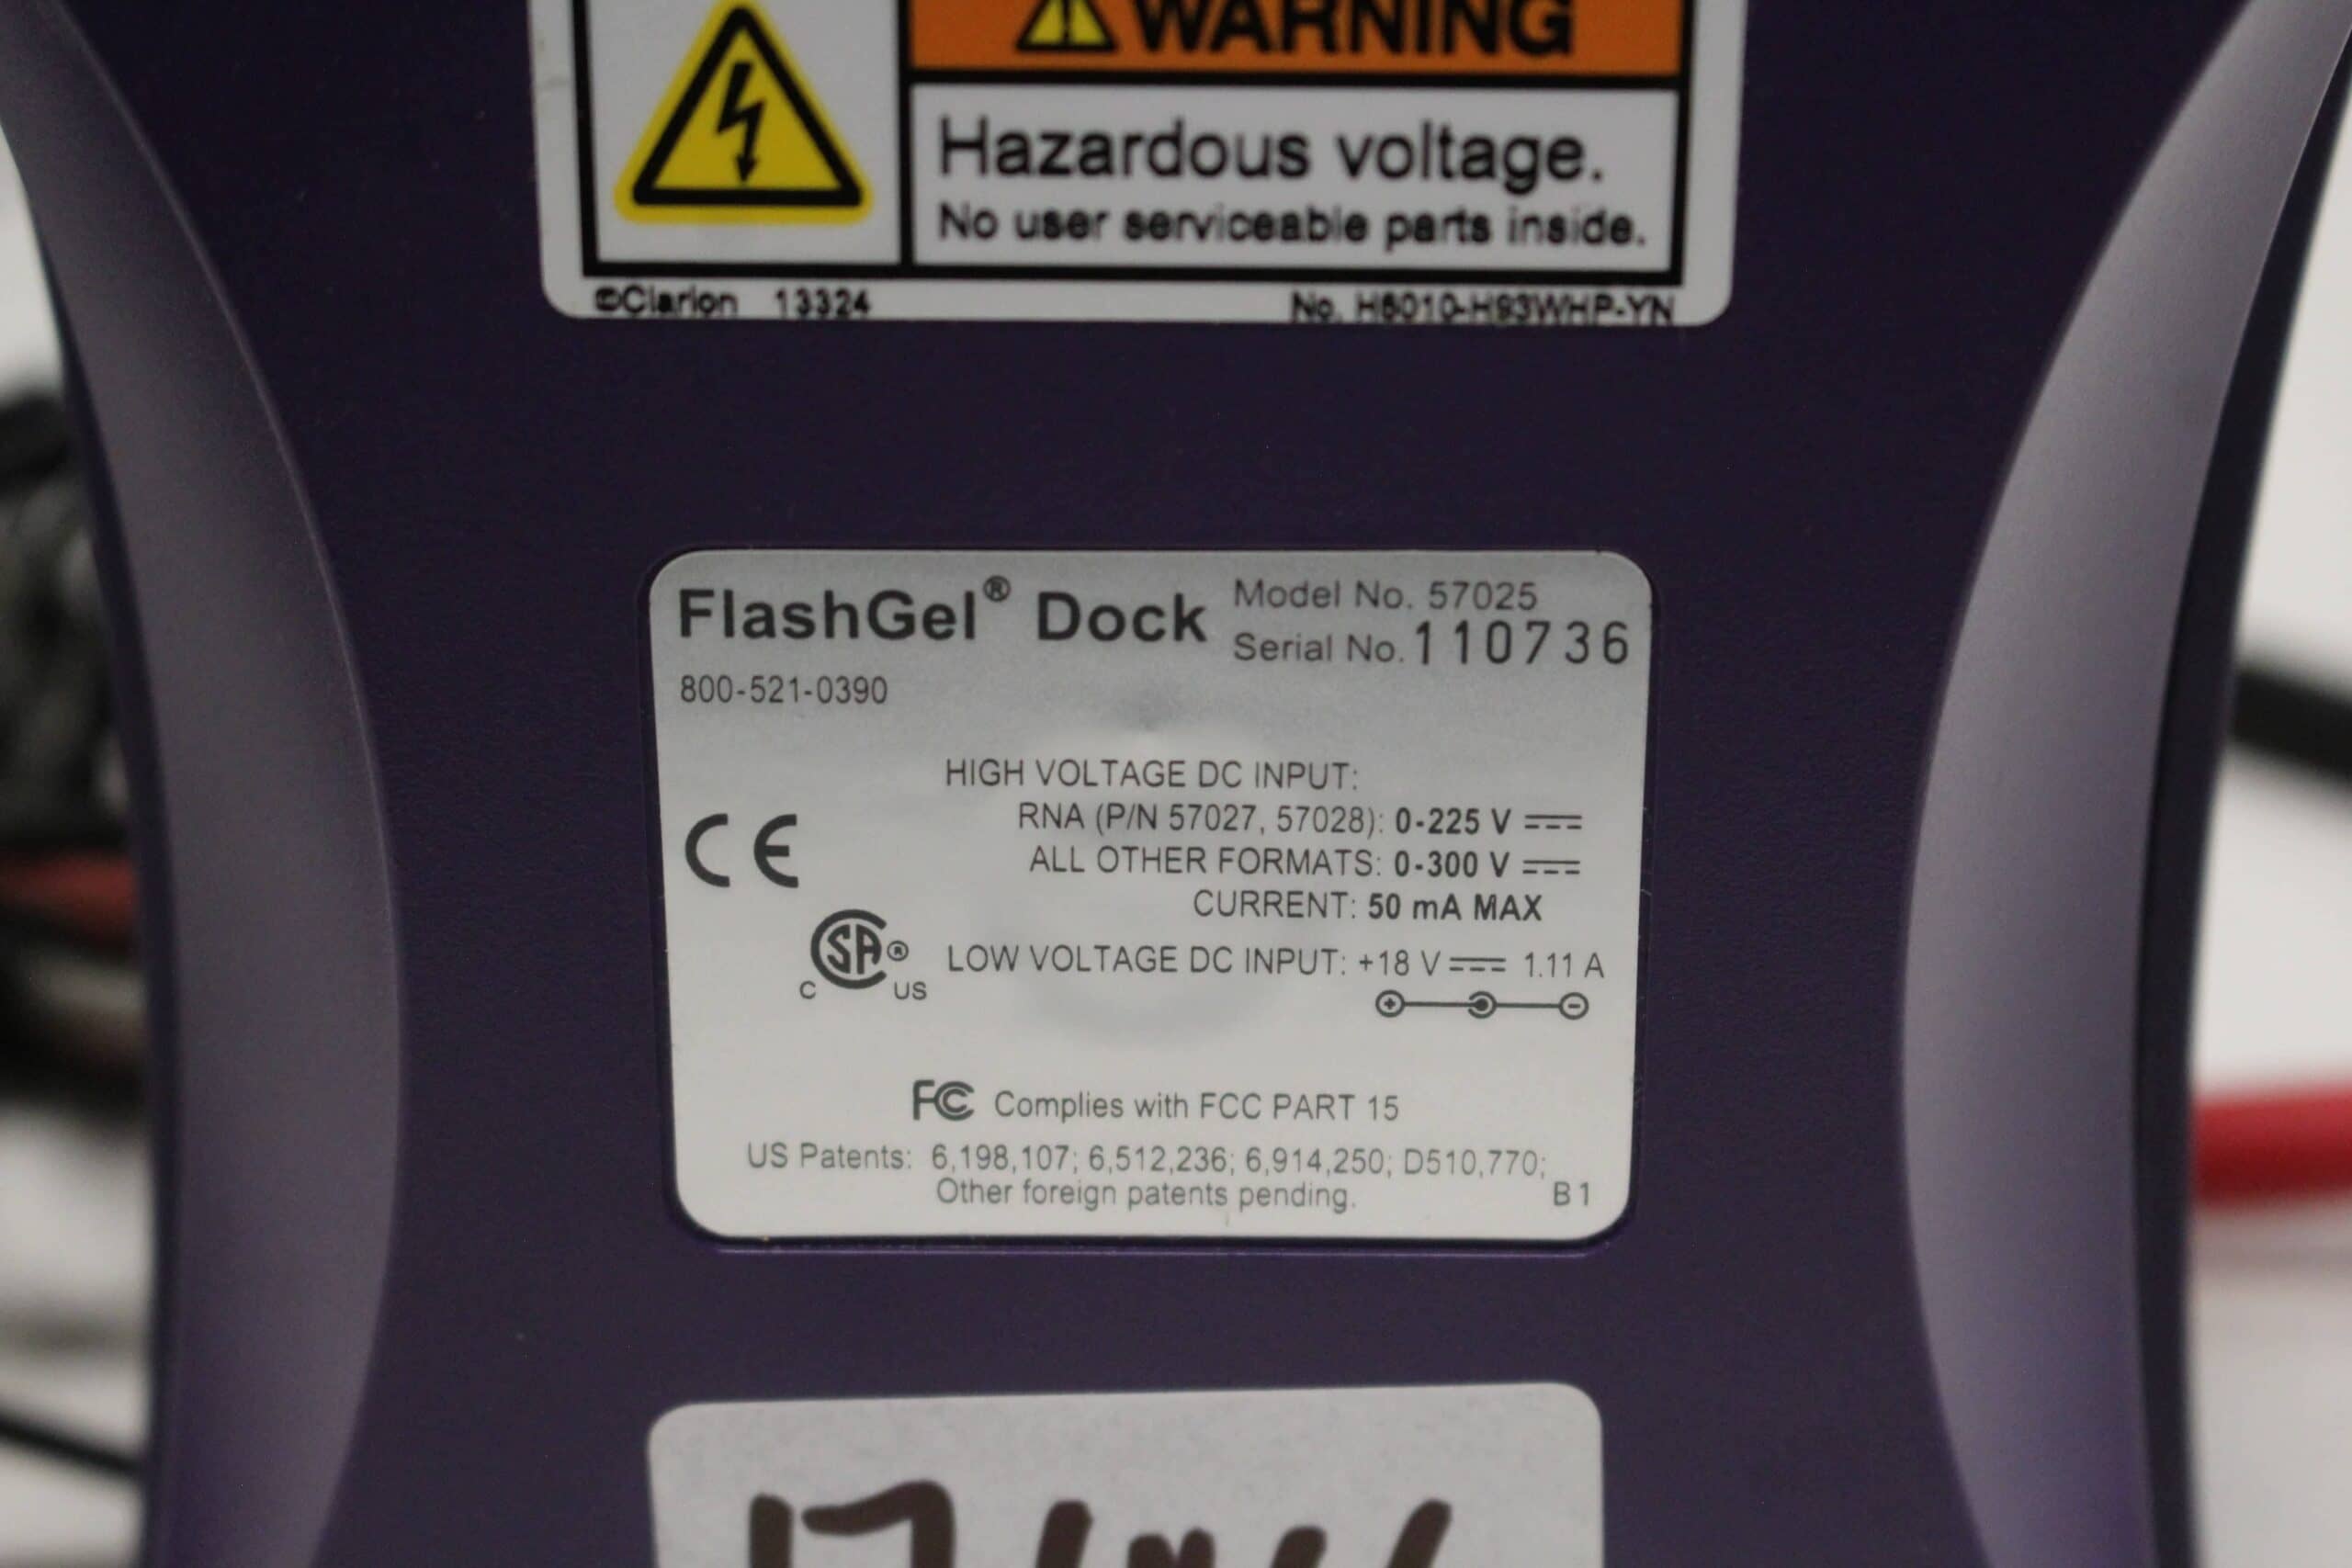 WARNING
Hazardous voltage.
No user serviceable parts inside.
©Clarion 13324 No. H6010-H93WHP-YN
FlashGel® Dock
Model No. 57025
Serial No. 110736
800-521-0390
HIGH VOLTAGE DC INPUT:
RNA (P/N 57027, 57028): 0-225 V
ALL OTHER FORMATS: 0-300 V
CURRENT: 50 mA MAX
CE
CSA® C US
LOW VOLTAGE DC INPUT: +18 V 1.11 A
FC Complies with FCC PART 15
US Patents: 6,198,107; 6,512,236; 6,914,250; D510,770;
Other foreign patents pending. B1